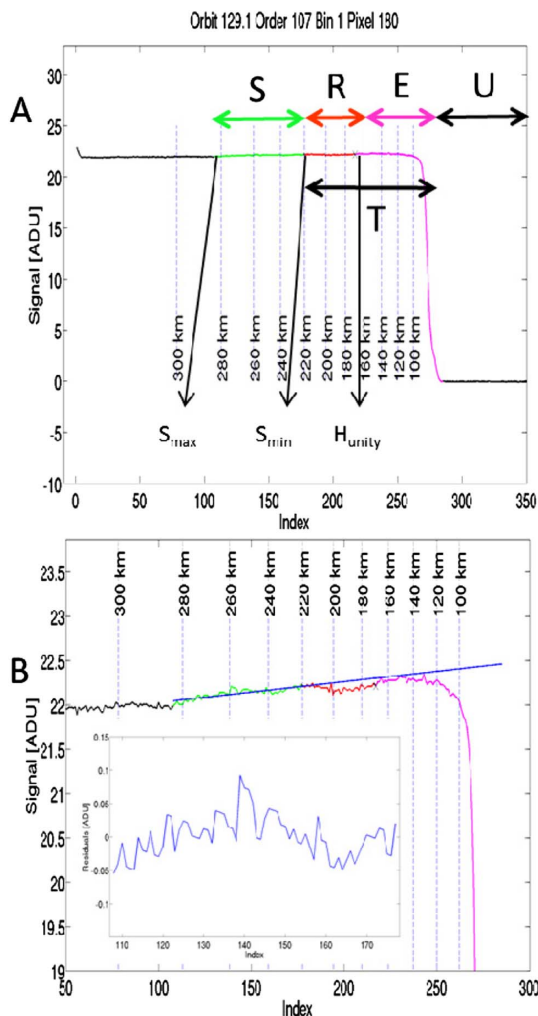 Orbit 129.1 Order 107 Bin 1 Pixel 180
A
S R E U
T
30
25
20
15
10
5
0
-5
-10
Signal [ADU]
300 km
280 km
260 km
240 km
220 km
200 km
180 km
160 km
140 km
120 km
100 km
Smax
Smin
Hunity
0 50 100 150 200 250 300 350
Index
B
23.5
23
22.5
22
21.5
21
20.5
20
19.5
19
Signal [ADU]
300 km
280 km
260 km
240 km
220 km
200 km
180 km
160 km
140 km
120 km
100 km
0.15
0.1
0.05
0
-0.05
-0.1
Residuals [ADU]
110 120 130 140 150 160 170
Index
50 100 150 200 250 300
Index